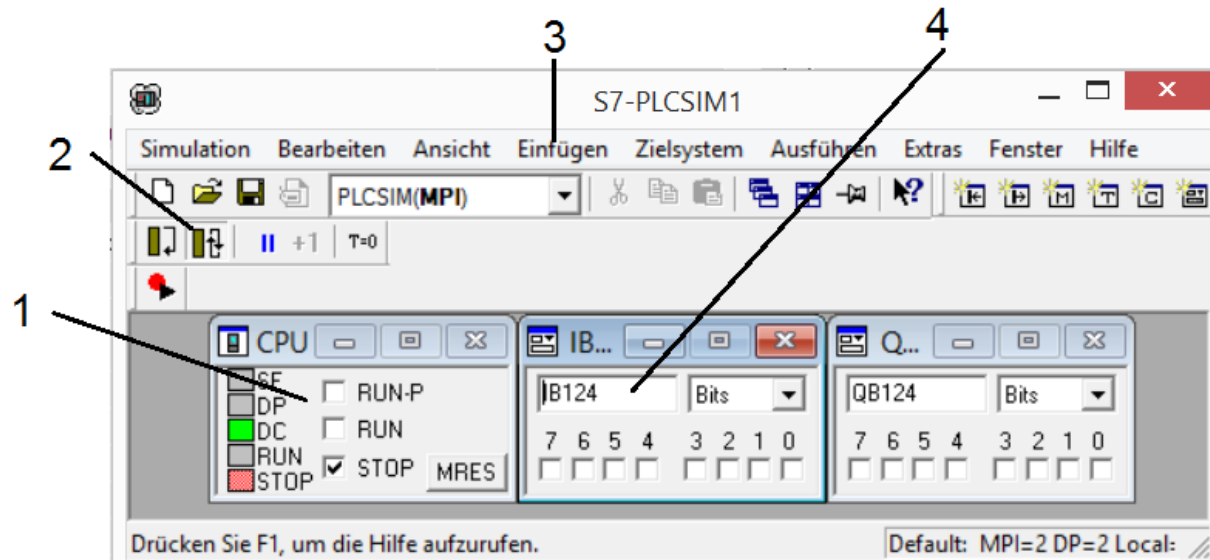 3
4
S7-PLCSIM1
2
Simulation Bearbeiten Ansicht Einfügen Zielsystem Ausführen Extras Fenster Hilfe
PLCSIM(MPI)
+1 T=0
1
CPU
IB...
Q...
SF
DP
DC
RUN
STOP
RUN-P
RUN
STOP
MRES
IB124 Bits
7 6 5 4 3 2 1 0
QB124 Bits
7 6 5 4 3 2 1 0
Drücken Sie F1, um die Hilfe aufzurufen.
Default: MPI=2 DP=2 Local: